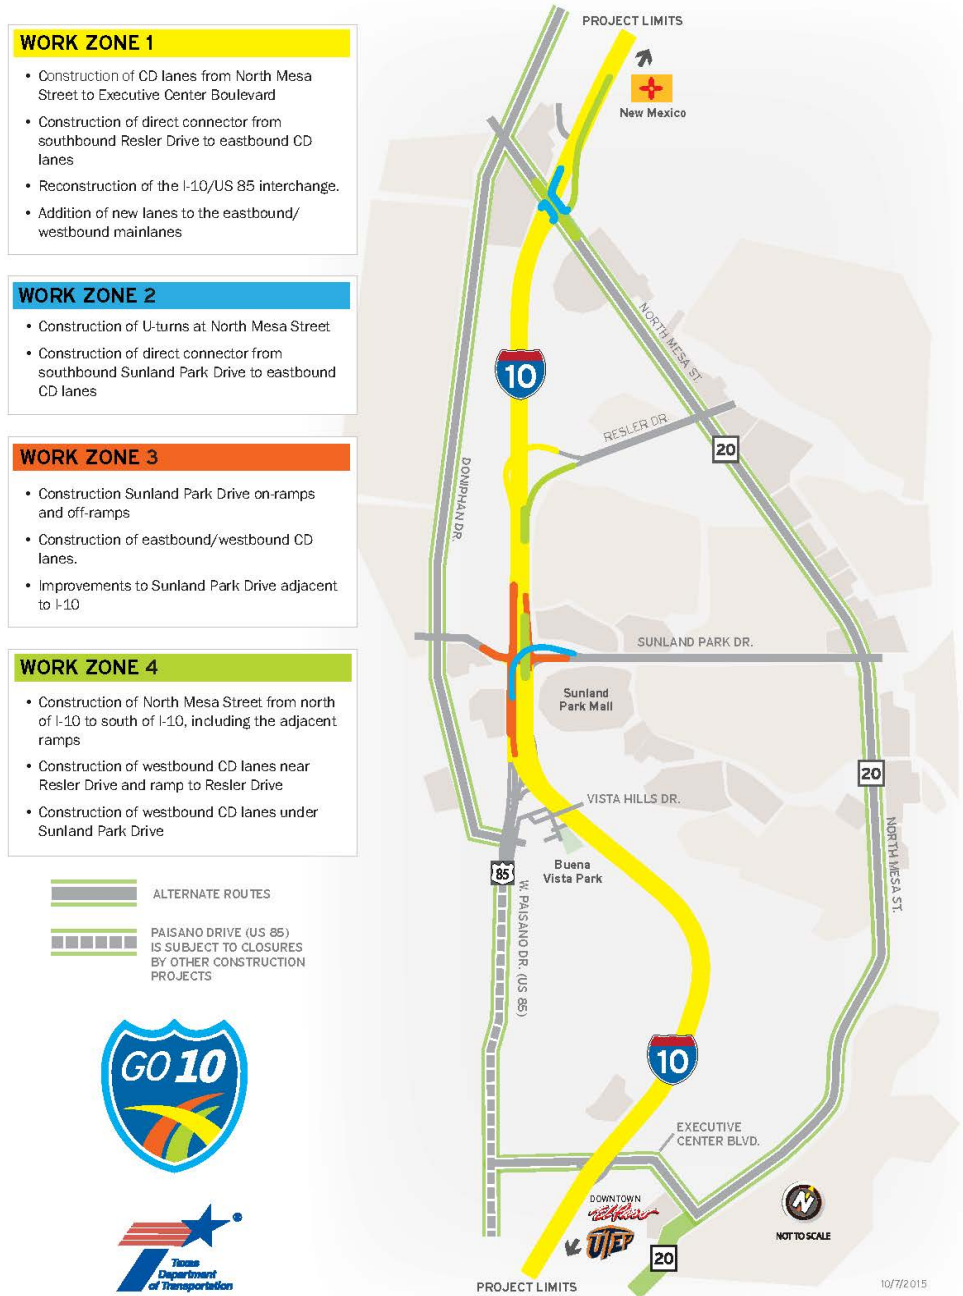 WORK ZONE 1
• Construction of CD lanes from North Mesa
Street to Executive Center Boulevard
• Construction of direct connector from
southbound Resler Drive to eastbound CD
lanes
• Reconstruction of the I-10/US 85 interchange.
• Addition of new lanes to the eastbound/
westbound mainlanes
WORK ZONE 2
• Construction of U-turns at North Mesa Street
• Construction of direct connector from
southbound Sunland Park Drive to eastbound
CD lanes
WORK ZONE 3
• Construction Sunland Park Drive on-ramps
and off-ramps
• Construction of eastbound/westbound CD
lanes.
• Improvements to Sunland Park Drive adjacent
to I-10
WORK ZONE 4
• Construction of North Mesa Street from north
of I-10 to south of I-10, including the adjacent
ramps
• Construction of westbound CD lanes near
Resler Drive and ramp to Resler Drive
• Construction of westbound CD lanes under
Sunland Park Drive
ALTERNATE ROUTES
PAISANO DRIVE (US 85)
IS SUBJECT TO CLOSURES
BY OTHER CONSTRUCTION
PROJECTS
GO 10
Texas
Department
of Transportation
PROJECT LIMITS
New Mexico
NORTH MESA ST.
10
RESLER DR.
20
DONIPHAN DR.
SUNLAND PARK DR.
Sunland
Park Mall
20
VISTA HILLS DR.
NORTH MESA ST.
Buena
Vista Park
85
W. PAISANO DR. (US 85)
10
EXECUTIVE
CENTER BLVD.
DOWNTOWN
El Paso
UTEP
N
NOT TO SCALE
20
PROJECT LIMITS
10/7/2015